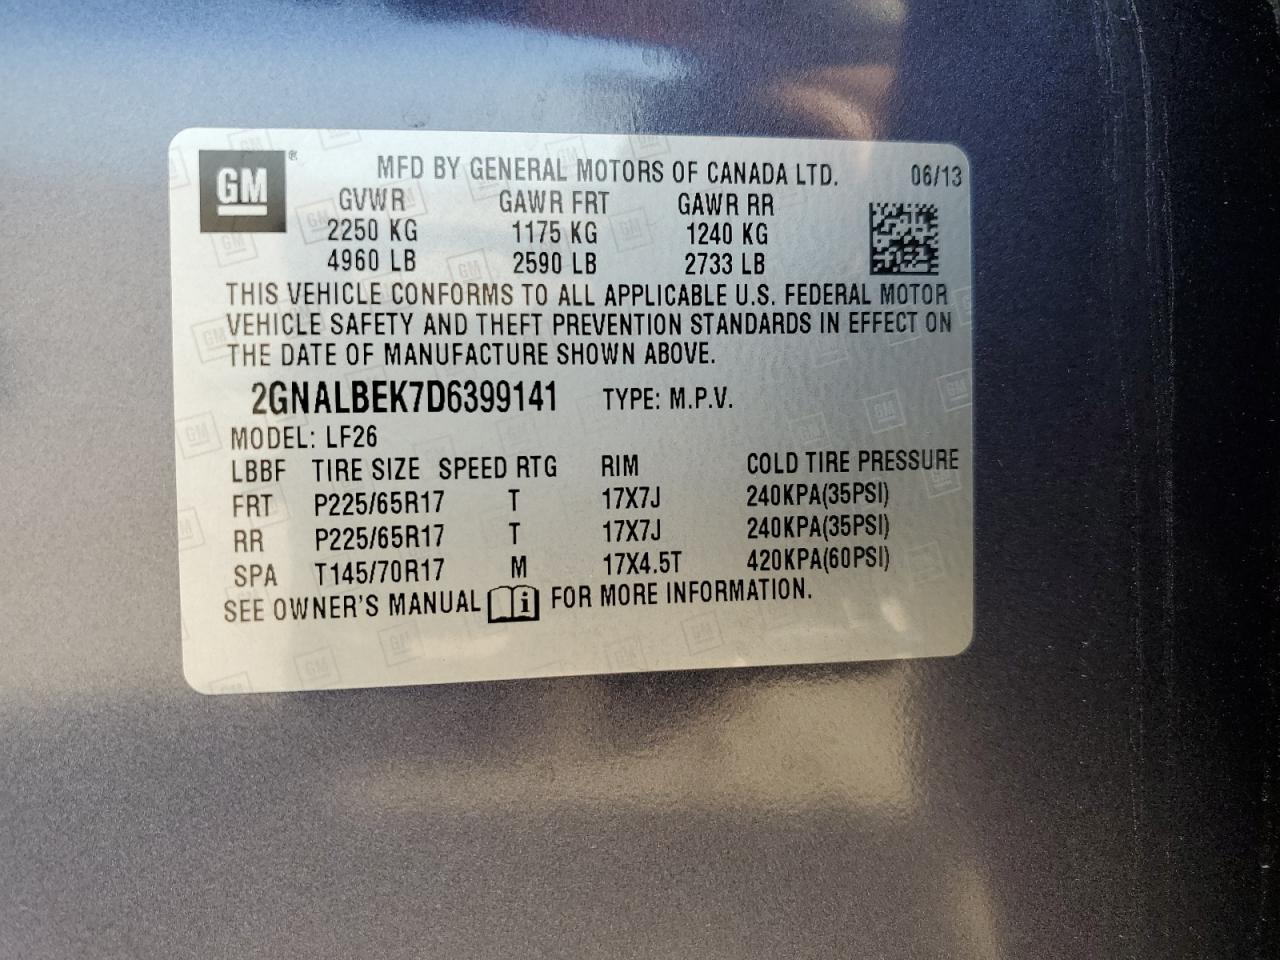 GM ® MFD BY GENERAL MOTORS OF CANADA LTD. 06/13
GVWR GAWR FRT GAWR RR
2250 KG 1175 KG 1240 KG
4960 LB 2590 LB 2733 LB
THIS VEHICLE CONFORMS TO ALL APPLICABLE U.S. FEDERAL MOTOR
VEHICLE SAFETY AND THEFT PREVENTION STANDARDS IN EFFECT ON
THE DATE OF MANUFACTURE SHOWN ABOVE.
2GNALBEK7D6399141 TYPE: M.P.V.
MODEL: LF26
LBBF TIRE SIZE SPEED RTG RIM COLD TIRE PRESSURE
FRT P225/65R17 T 17X7J 240KPA(35PSI)
RR P225/65R17 T 17X7J 240KPA(35PSI)
SPA T145/70R17 M 17X4.5T 420KPA(60PSI)
SEE OWNER'S MANUAL i FOR MORE INFORMATION.